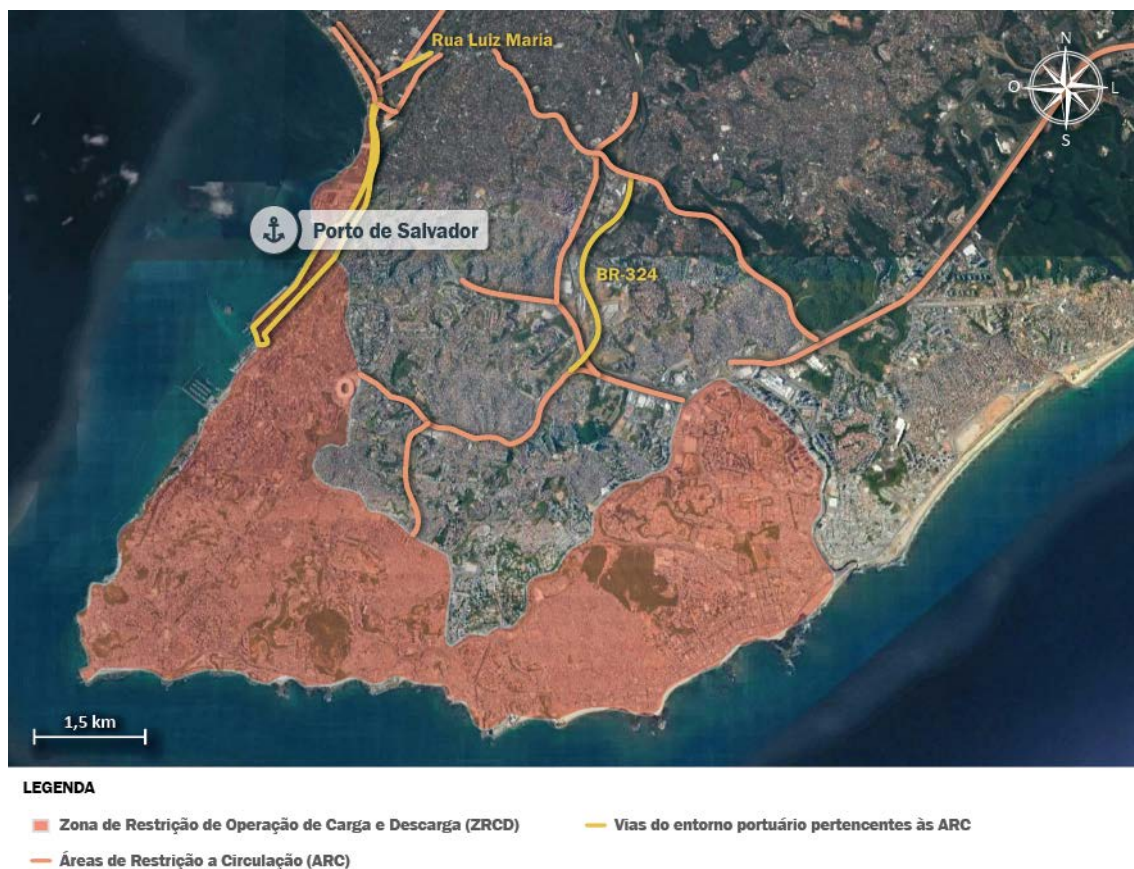 Rua Luiz Maria
N
O
L
S
Porto de Salvador
BR-324
1,5 km
LEGENDA
Zona de Restrição de Operação de Carga e Descarga (ZRCD)
Vias do entorno portuário pertencentes às ARC
Áreas de Restrição a Circulação (ARC)